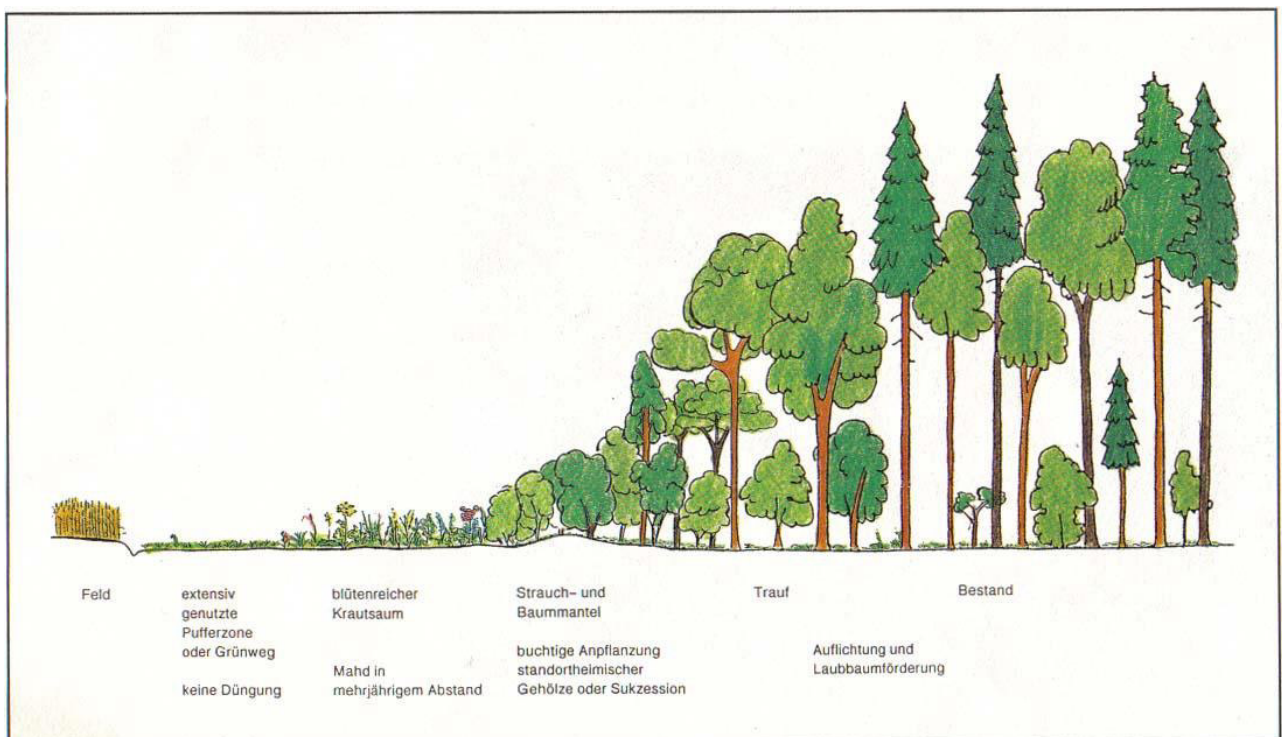 Feld
extensiv
genutzte
Pufferzone
oder Grünweg
keine Düngung
blütenreicher
Krautsaum
Mahd in
mehrjährigem Abstand
Strauch- und
Baummantel
buchtige Anpflanzung
standortheimischer
Gehölze oder Sukzession
Trauf
Auflichtung und
Laubbaumförderung
Bestand